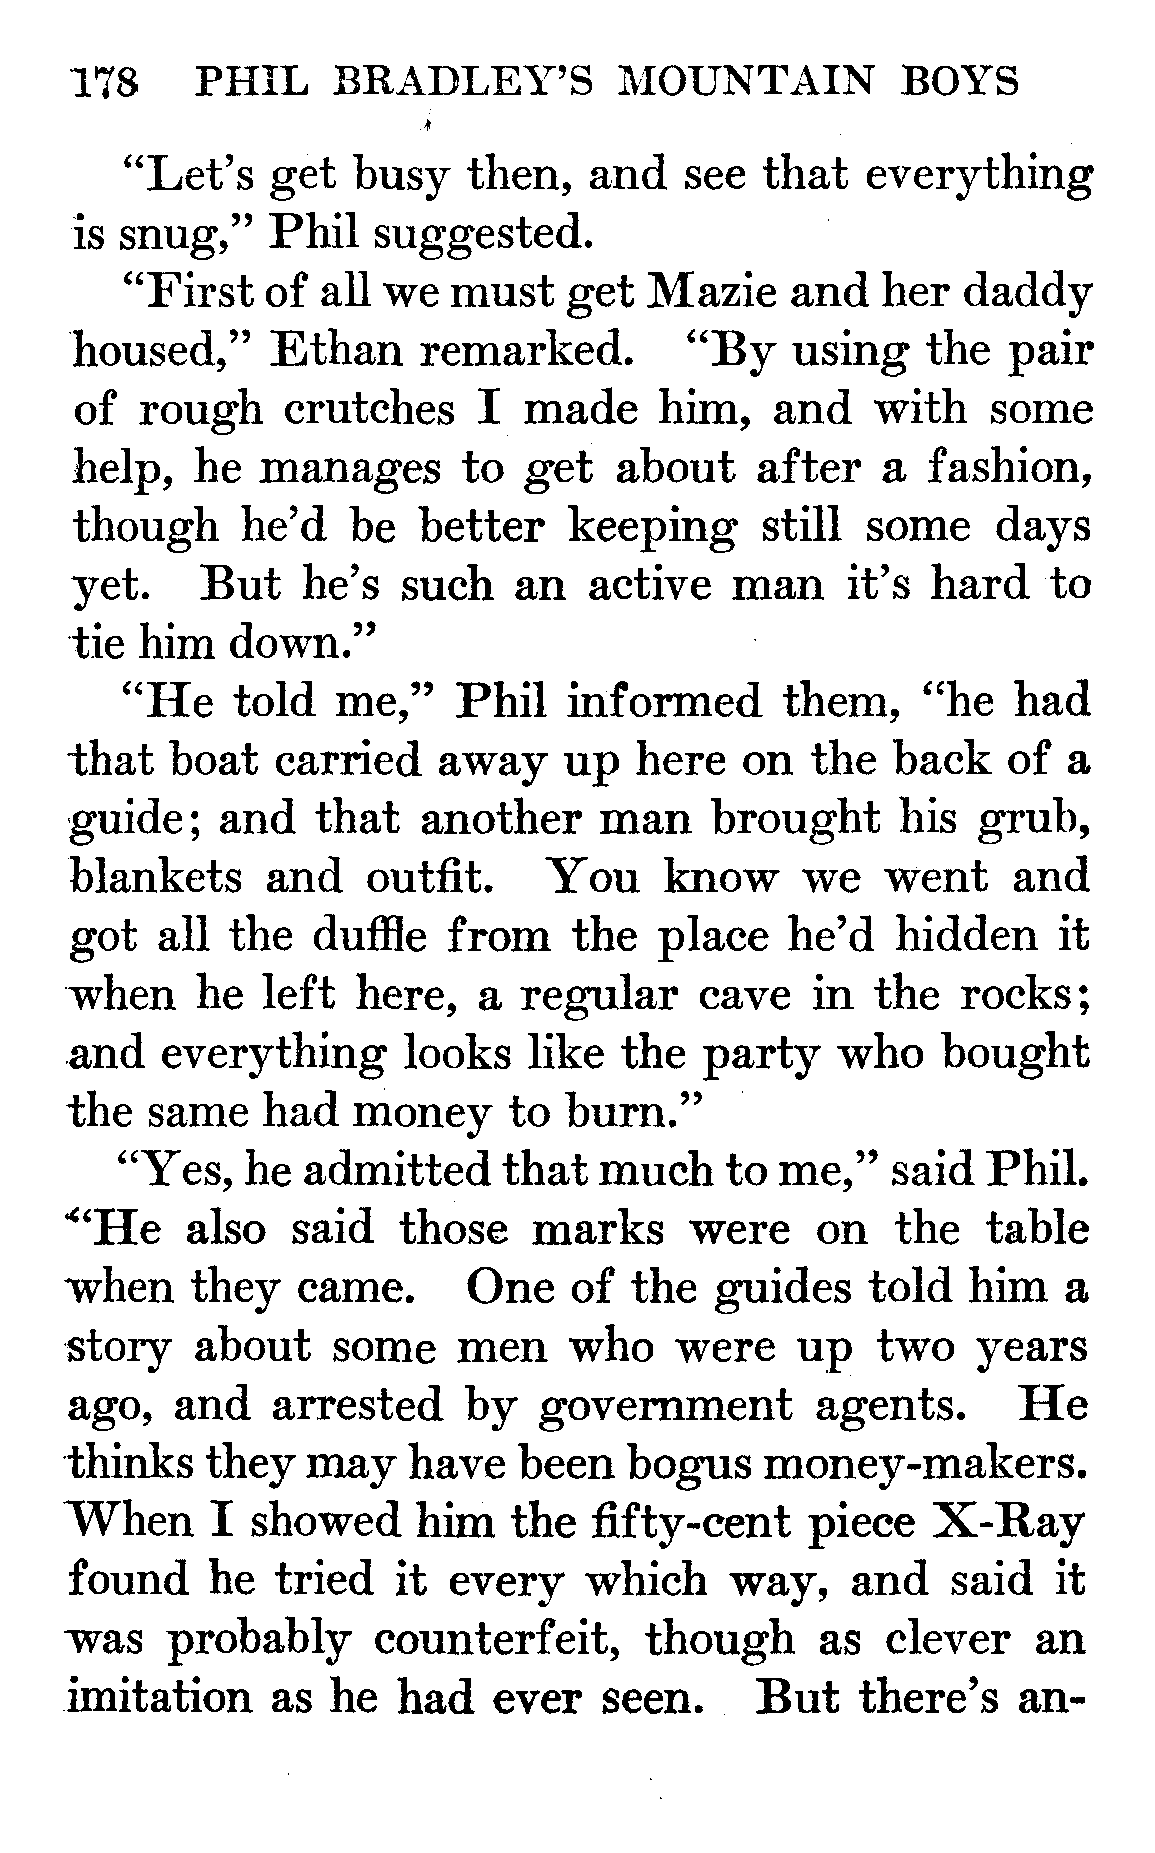 178 PHIL BRADLEY'S MOUNTAIN BOYS
“Let's get busy then, and see that everything
is snug,” Phil suggested.
“First of all we must get Mazie and her daddy
housed,” Ethan remarked. “By using the pair
of rough crutches I made him, and with some
help, he manages to get about after a fashion,
though he'd be better keeping still some days
yet. But he's such an active man it's hard to
tie him down.”
“He told me,” Phil informed them, “he had
that boat carried away up here on the back of a
guide; and that another man brought his grub,
blankets and outfit. You know we went and
got all the duffle from the place he'd hidden it
when he left here, a regular cave in the rocks;
and everything looks like the party who bought
the same had money to burn.”
“Yes, he admitted that much to me,” said Phil.
“He also said those marks were on the table
when they came. One of the guides told him a
story about some men who were up two years
ago, and arrested by government agents. He
thinks they may have been bogus money-makers.
When I showed him the fifty-cent piece X-Ray
found he tried it every which way, and said it
was probably counterfeit, though as clever an
imitation as he had ever seen. But there's an-